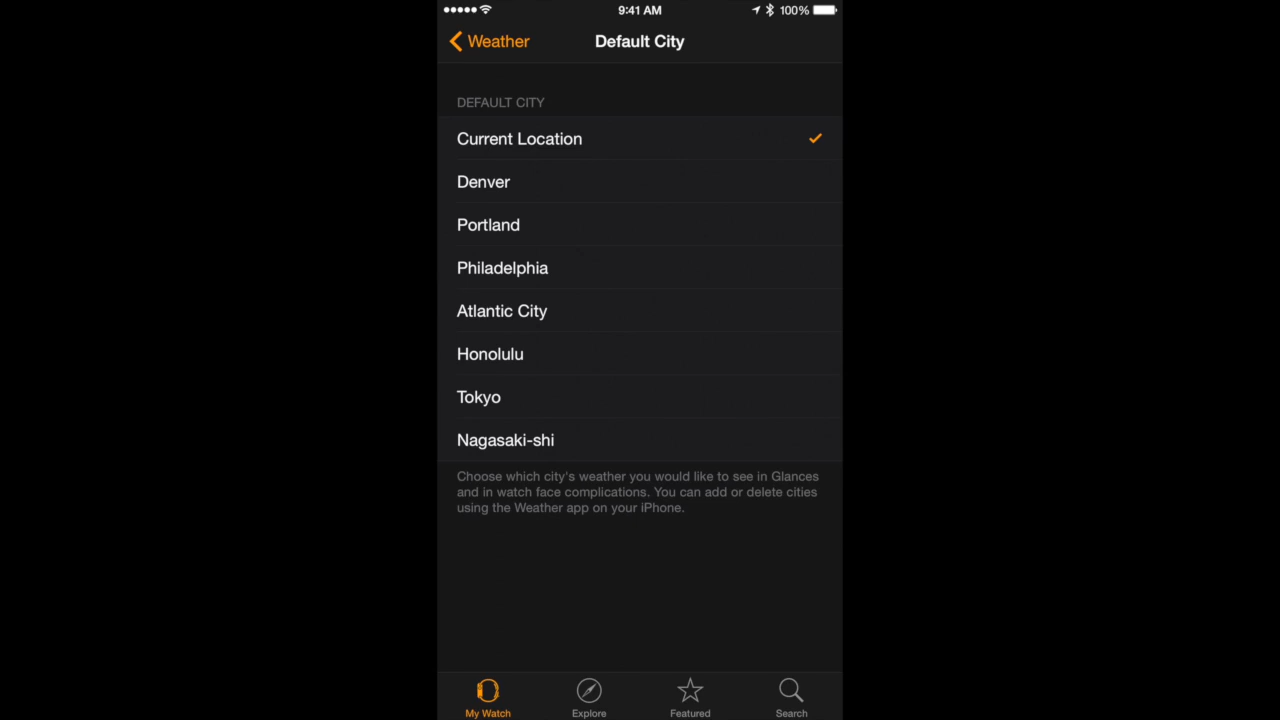 9:41 AM 100%
Weather Default City
DEFAULT CITY
Current Location
Denver
Portland
Philadelphia
Atlantic City
Honolulu
Tokyo
Nagasaki-shi
Choose which city's weather you would like to see in Glances
and in watch face complications. You can add or delete cities
using the Weather app on your iPhone.
My Watch Explore Featured Search